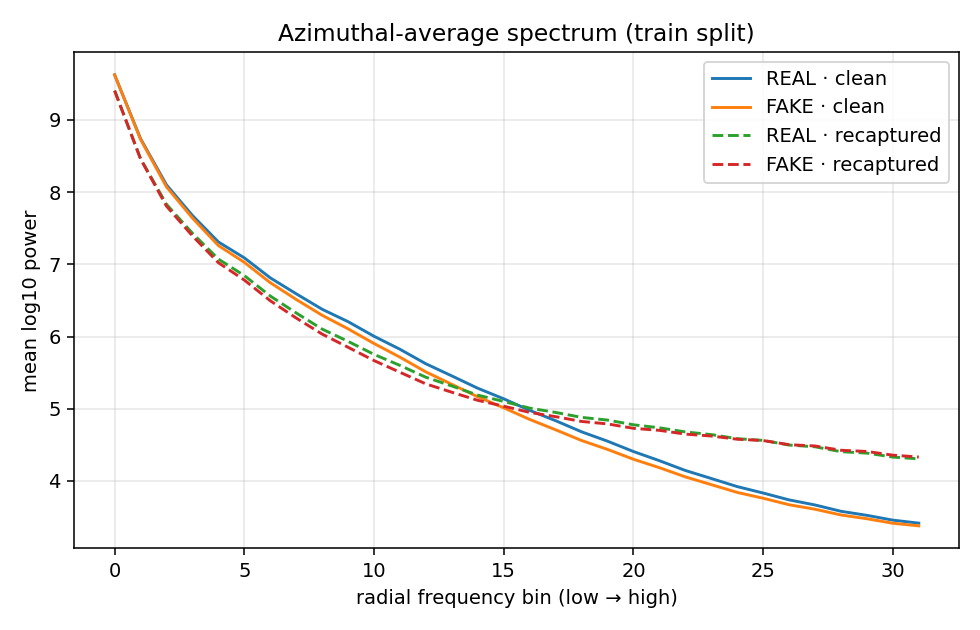 Azimuthal-average spectrum (train split)
REAL · clean
FAKE · clean
REAL · recaptured
FAKE · recaptured
mean log10 power
9
8
7
6
5
4
0 5 10 15 20 25 30
radial frequency bin (low → high)